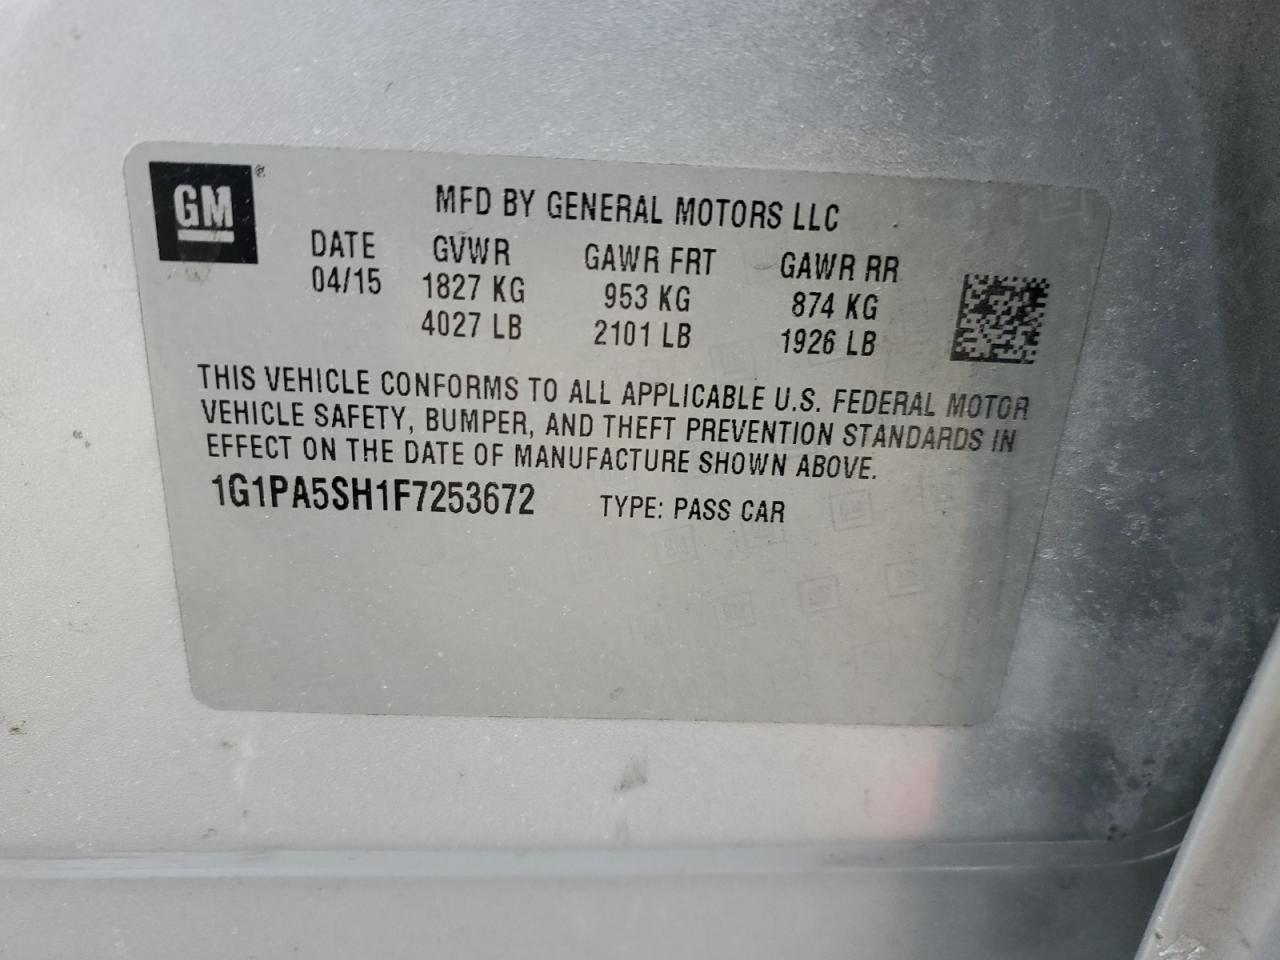 GM ®
MFD BY GENERAL MOTORS LLC
DATE GVWR GAWR FRT GAWR RR
04/15 1827 KG 953 KG 874 KG
4027 LB 2101 LB 1926 LB
THIS VEHICLE CONFORMS TO ALL APPLICABLE U.S. FEDERAL MOTOR
VEHICLE SAFETY, BUMPER, AND THEFT PREVENTION STANDARDS IN
EFFECT ON THE DATE OF MANUFACTURE SHOWN ABOVE.
1G1PA5SH1F7253672 TYPE: PASS CAR